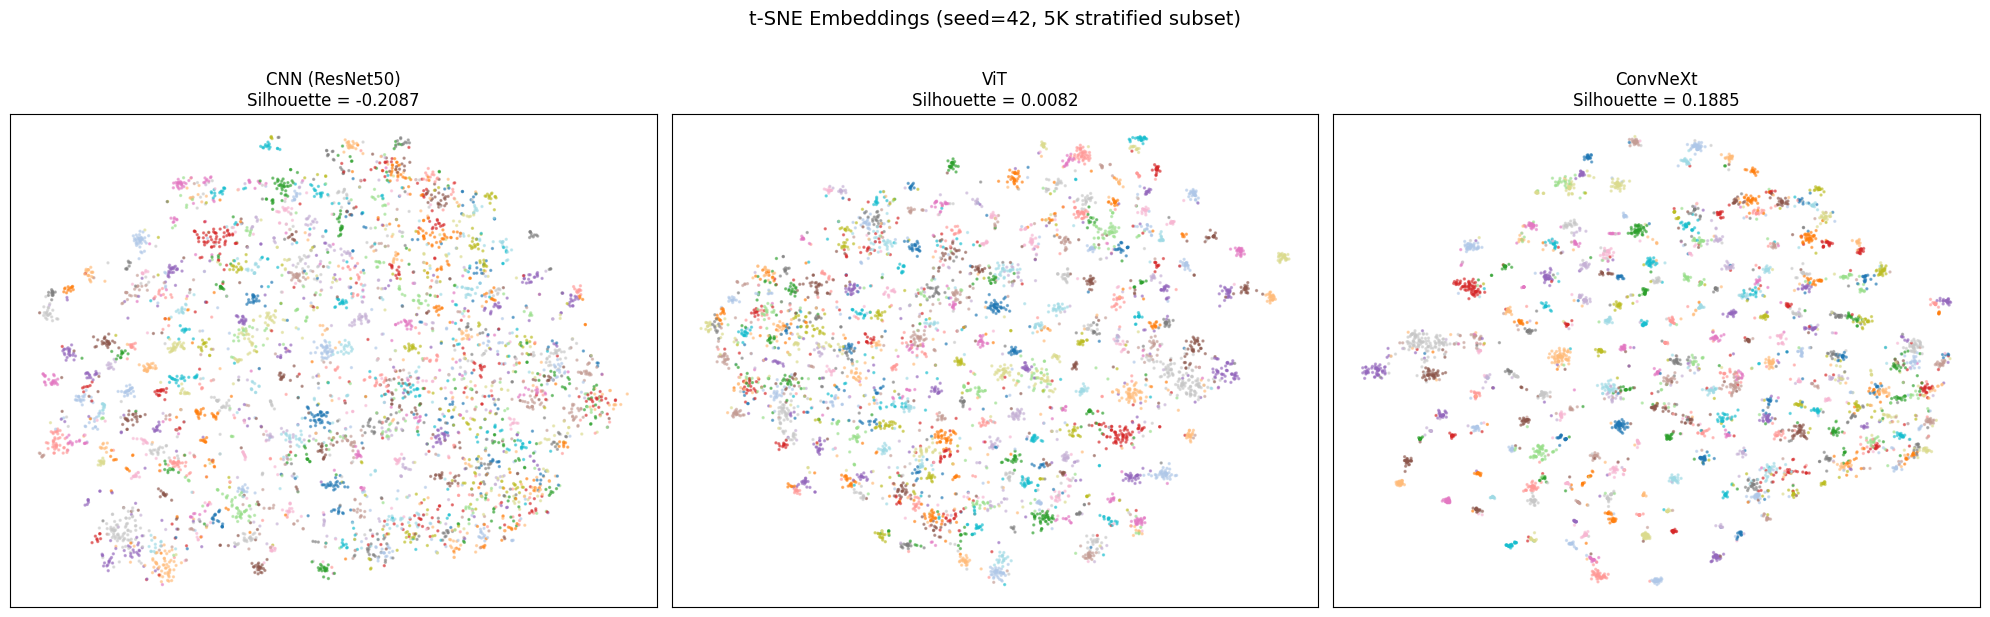 t-SNE Embeddings (seed=42, 5K stratified subset)
CNN (ResNet50)
Silhouette = -0.2087
ViT
Silhouette = 0.0082
ConvNeXt
Silhouette = 0.1885